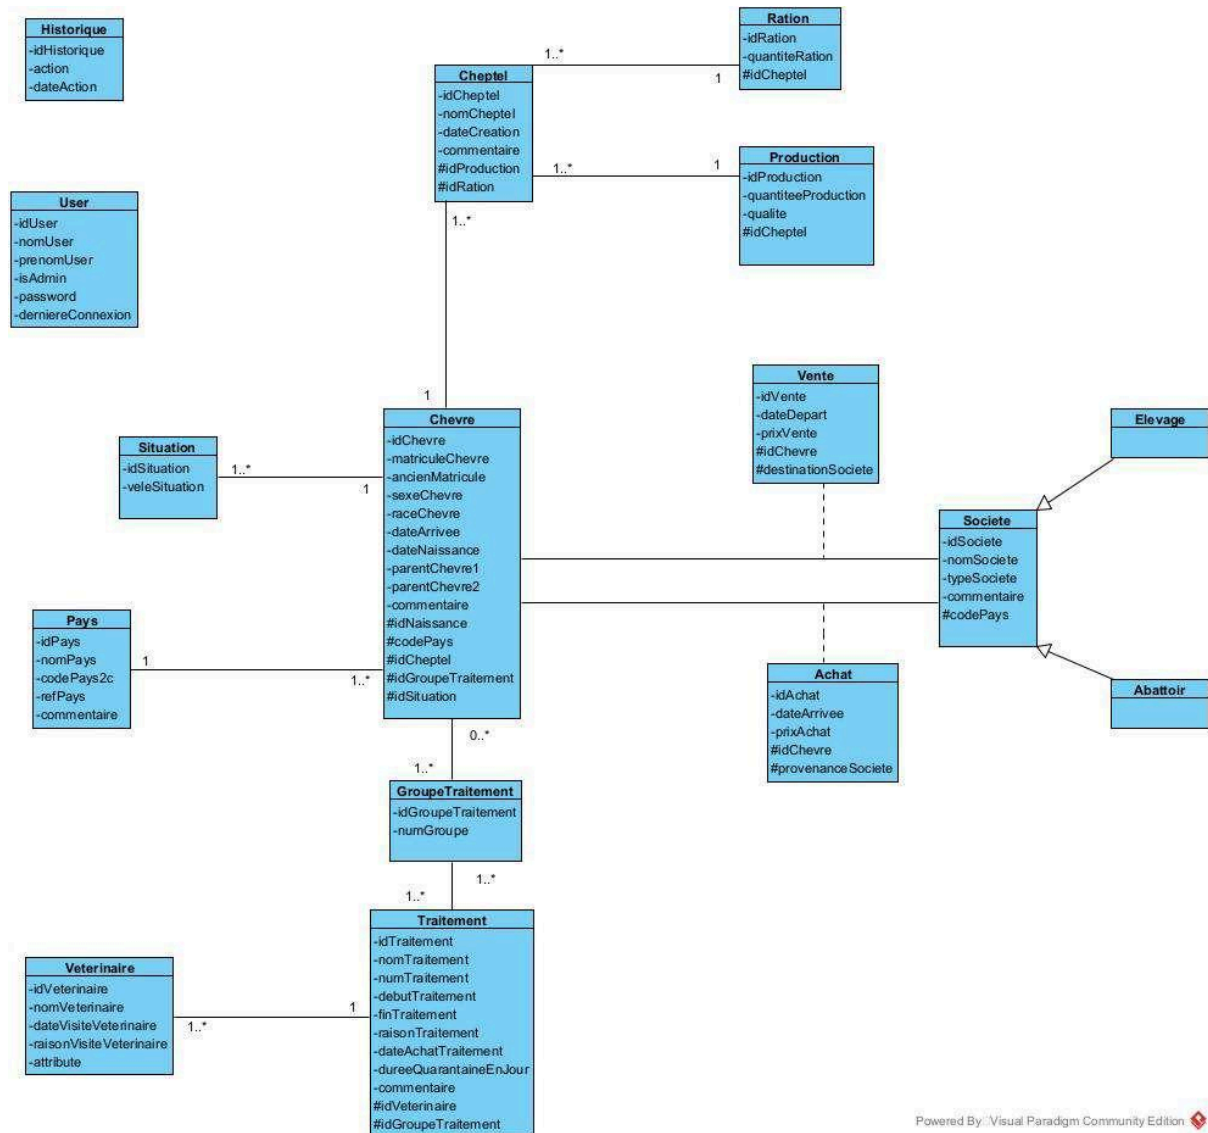 Historique
-idHistorique
-action
-dateAction
User
-idUser
-nomUser
-prenomUser
-isAdmin
-password
-derniereConnexion
Cheptel
-idCheptel
-nomCheptel
-dateCreation
-commentaire
#idProduction
#idRation
1..*
1
Ration
-idRation
-quantiteRation
#idCheptel
1..*
1
Production
-idProduction
-quantiteeProduction
-qualite
#idCheptel
1..*
1
Chevre
-idChevre
-matriculeChevre
-ancienMatricule
-sexeChevre
-raceChevre
-dateArrivee
-dateNaissance
-parentChevre1
-parentChevre2
-commentaire
#idNaissance
#codePays
#idCheptel
#idGroupeTraitement
#idSituation
Situation
-idSituation
-veleSituation
1..*
1
Pays
-idPays
-nomPays
-codePays2c
-refPays
-commentaire
1
1..*
Vente
-idVente
-dateDepart
-prixVente
#idChevre
#destinationSociete
Elevage
Societe
-idSociete
-nomSociete
-typeSociete
-commentaire
#codePays
Abattoir
Achat
-idAchat
-dateArrivee
-prixAchat
#idChevre
#provenanceSociete
0..*
1..*
GroupeTraitement
-idGroupeTraitement
-numGroupe
1..*
1..*
Traitement
-idTraitement
-nomTraitement
-numTraitement
-debutTraitement
-finTraitement
-raisonTraitement
-dateAchatTraitement
-dureeQuarantaineEnJour
-commentaire
#idVeterinaire
#idGroupeTraitement
Veterinaire
-idVeterinaire
-nomVeterinaire
-dateVisiteVeterinaire
-raisonVisiteVeterinaire
-attribute
1..*
1
Powered By Visual Paradigm Community Edition